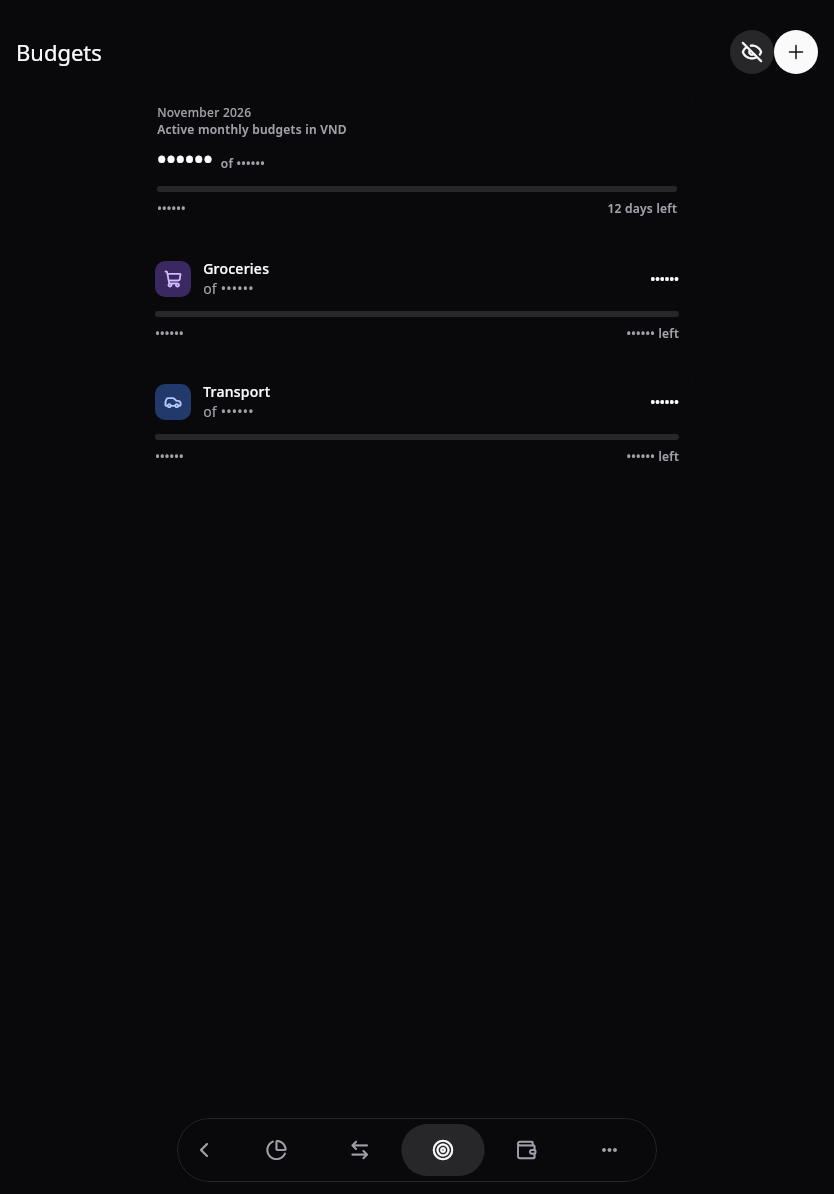 Budgets
November 2026
Active monthly budgets in VND
•••••• of ••••••
•••••• 12 days left
Groceries
of ••••••
••••••
•••••• •••••• left
Transport
of ••••••
••••••
•••••• •••••• left